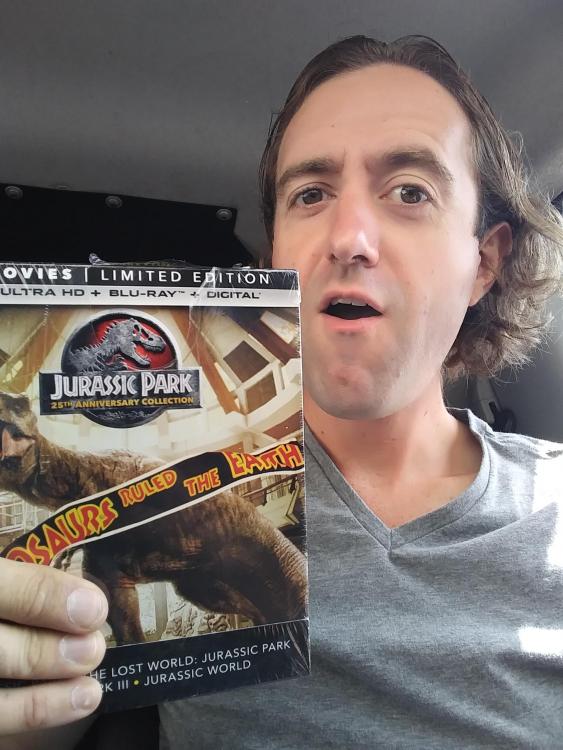 OVIES | LIMITED EDITION
ULTRA HD + BLU-RAY™ + DIGITAL
JURASSIC PARK
25TH ANNIVERSARY COLLECTION
OSAURS RULED THE EARTH
HE LOST WORLD: JURASSIC PARK
RK III • JURASSIC WORLD